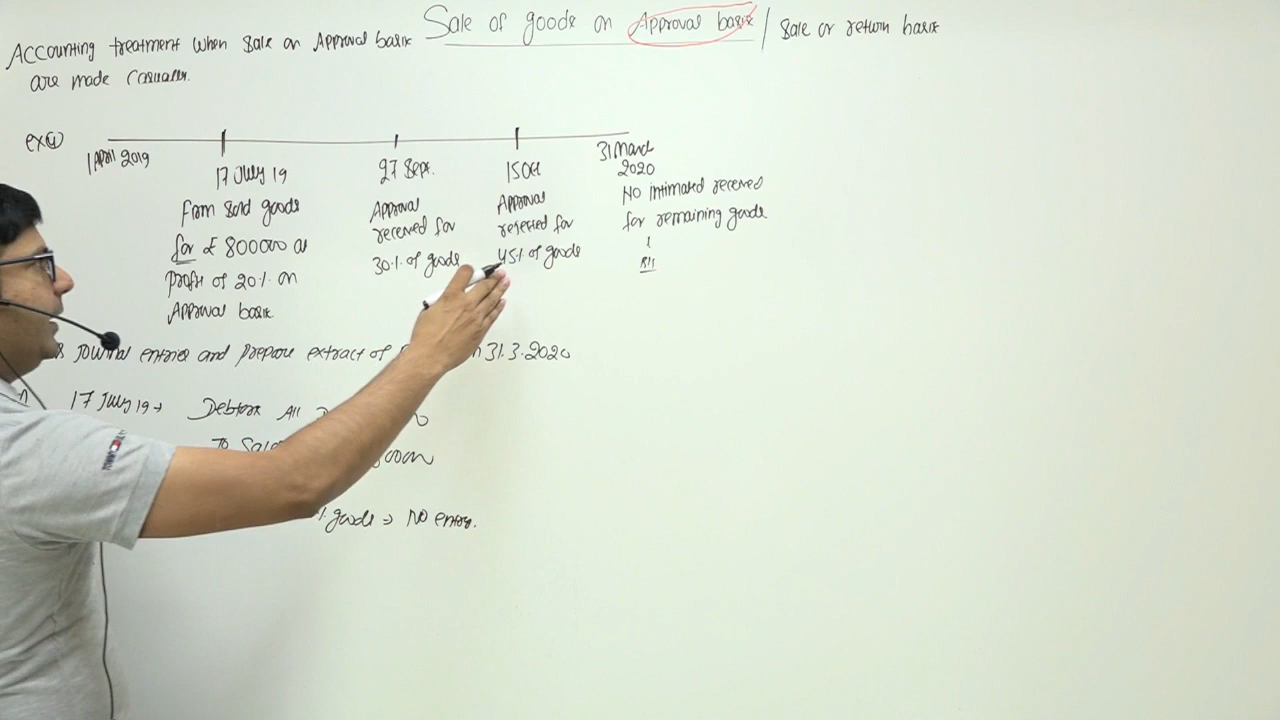 Sale of goods on Approval basis / Sale or return basis
Accounting treatment when Sale on Approval basis
are made Casually.
ex①
1 April 2019
17 July 19
Firm Sold goods
for £ 800000 at
Profit of 20% on
Approval basis
27 Sept.
Approval
received for
30% of goods
15 Oct
Approval
rejected for
45% of goods
31 March
2020
NO intimated received
for remaining goods
Journal entries and prepare extract of
31.3.2020
17 July 19 → Debtors A/c
To Sale
% goods ⇒ NO entry.